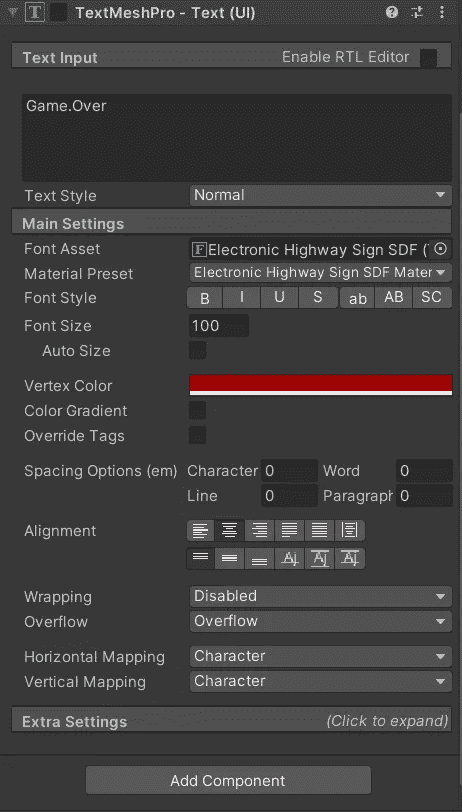 TextMeshPro - Text (UI)
Text Input Enable RTL Editor
Game.Over
Text Style Normal
Main Settings
Font Asset Electronic Highway Sign SDF (
Material Preset Electronic Highway Sign SDF Mater
Font Style B I U S ab AB SC
Font Size 100
Auto Size
Vertex Color
Color Gradient
Override Tags
Spacing Options (em) Character 0 Word 0
Line 0 Paragraph 0
Alignment
Wrapping Disabled
Overflow Overflow
Horizontal Mapping Character
Vertical Mapping Character
Extra Settings (Click to expand)
Add Component